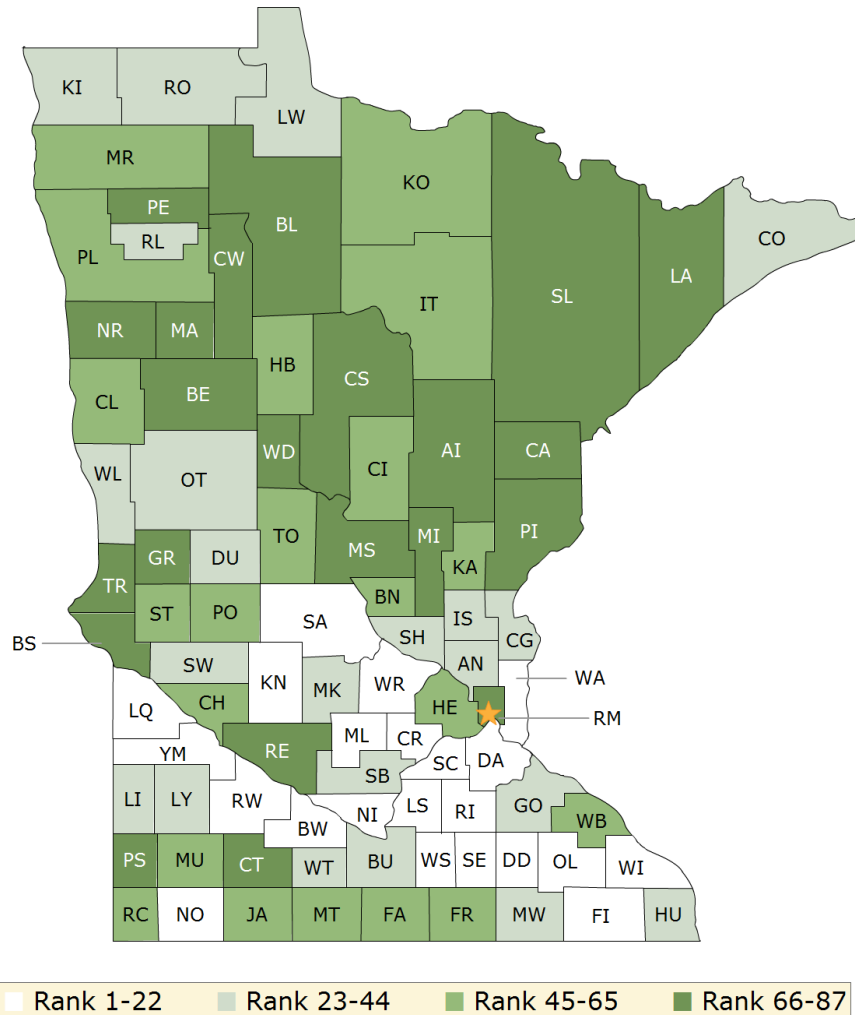 KI
RO
LW
MR
KO
PE
BL
RL
CO
PL
CW
LA
SL
IT
NR
MA
HB
CS
BE
CL
WD
AI
CA
CI
WL
OT
TO
MI
PI
MS
GR
DU
KA
TR
BN
ST
PO
SA
IS
BS
SH
CG
SW
AN
KN
MK
WR
WA
CH
HE
LQ
RM
ML
CR
YM
RE
SC
DA
SB
LI
LY
RW
LS
GO
NI
RI
WB
BW
PS
MU
CT
WT
BU
WS
SE
DD
OL
WI
RC
NO
JA
MT
FA
FR
MW
FI
HU
Rank 1-22 Rank 23-44 Rank 45-65 Rank 66-87